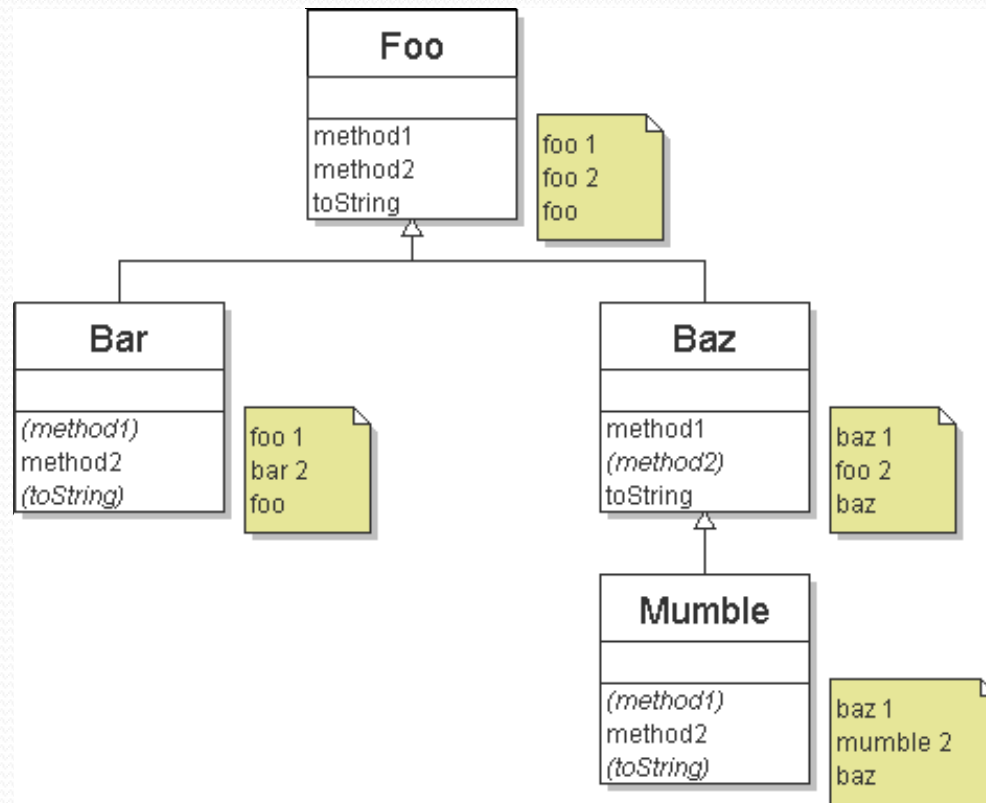 Foo
method1
method2
toString
foo 1
foo 2
foo
Bar
(method1)
method2
(toString)
foo 1
bar 2
foo
Baz
method1
(method2)
toString
baz 1
foo 2
baz
Mumble
(method1)
method2
(toString)
baz 1
mumble 2
baz